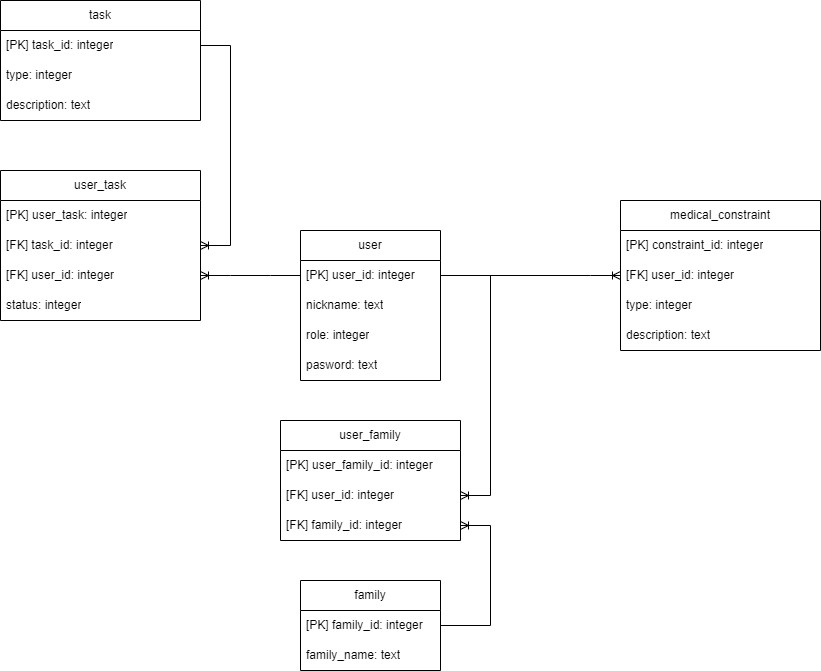 task
[PK] task_id: integer
type: integer
description: text
user_task
[PK] user_task: integer
[FK] task_id: integer
[FK] user_id: integer
status: integer
user
[PK] user_id: integer
nickname: text
role: integer
pasword: text
medical_constraint
[PK] constraint_id: integer
[FK] user_id: integer
type: integer
description: text
user_family
[PK] user_family_id: integer
[FK] user_id: integer
[FK] family_id: integer
family
[PK] family_id: integer
family_name: text